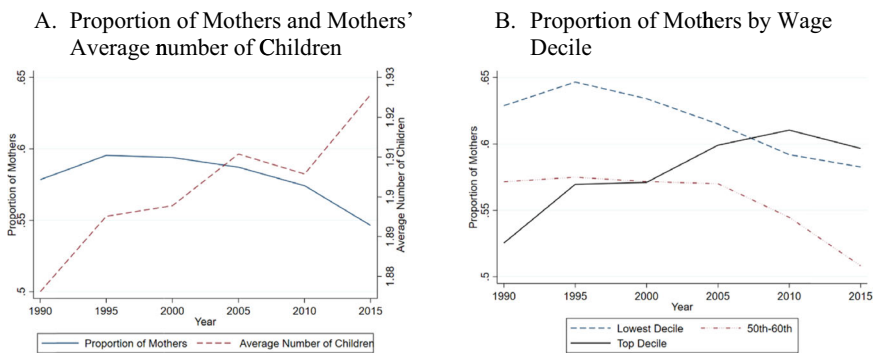 A. Proportion of Mothers and Mothers’
Average number of Children
.65
.6
.55
.5
Proportion of Mothers
1.93
1.92
1.91
1.9
1.89
1.88
Average Number of Children
1990 1995 2000 2005 2010 2015
Year
Proportion of Mothers Average Number of Children
B. Proportion of Mothers by Wage
Decile
.65
.6
.55
.5
Proportion of Mothers
1990 1995 2000 2005 2010 2015
Year
Lowest Decile 50th-60th
Top Decile